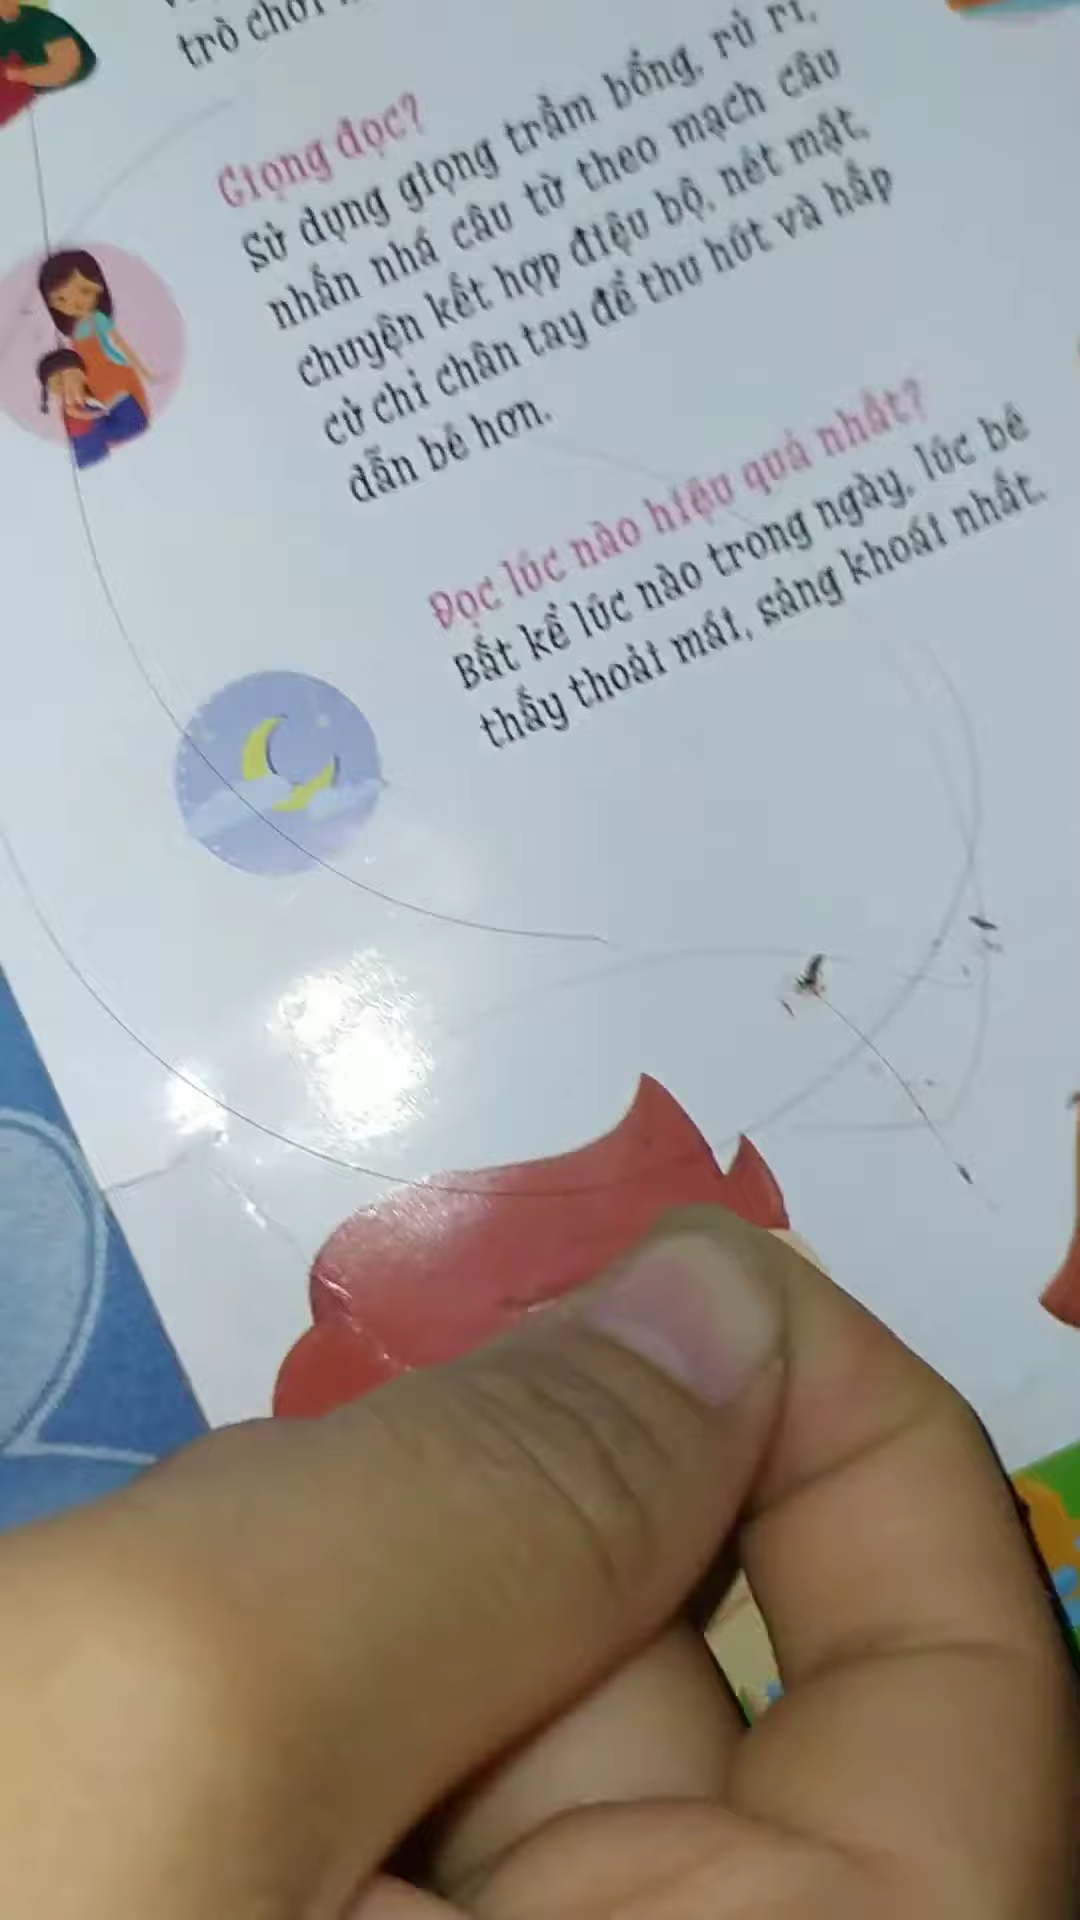 trò chơi
Giọng đọc?
Sử dụng giọng trầm bổng, rủ rỉ,
nhấn nhá câu từ theo mạch câu
chuyện kết hợp điệu bộ, nét mặt,
cử chỉ chân tay để thu hút và hấp
dẫn bé hơn.
Đọc lúc nào hiệu quả nhất?
Bất kể lúc nào trong ngày, lúc bé
thấy thoải mái, sảng khoái nhất.